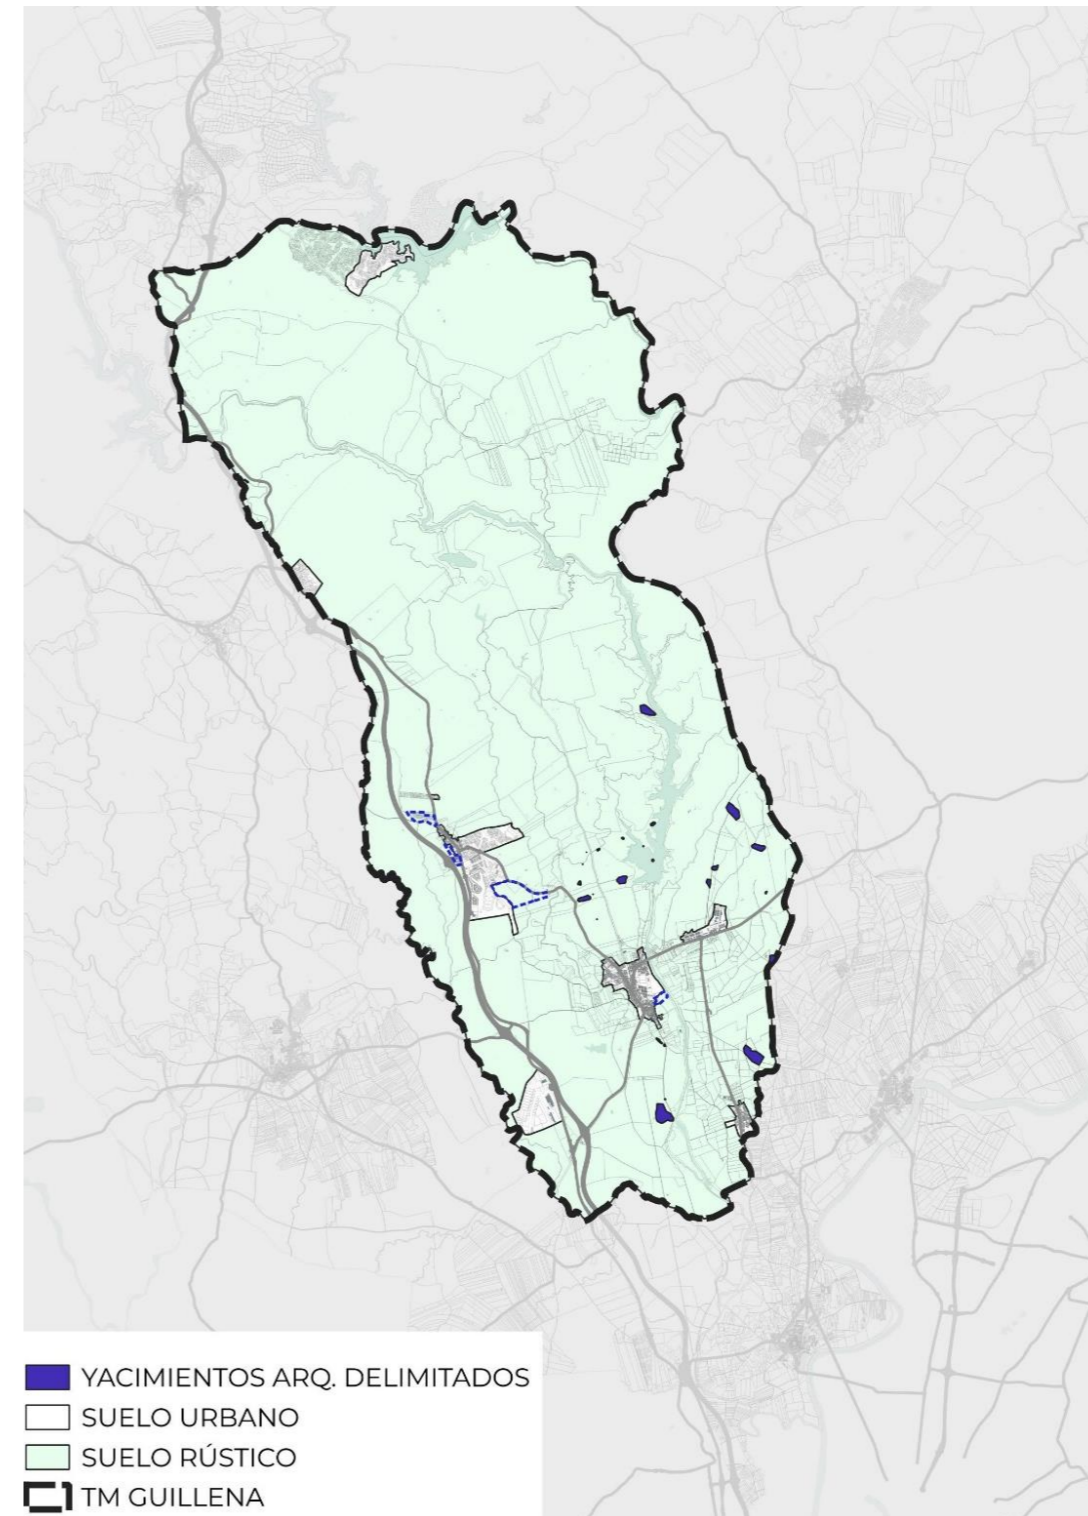 YACIMIENTOS ARQ. DELIMITADOS
SUELO URBANO
SUELO RÚSTICO
TM GUILLENA